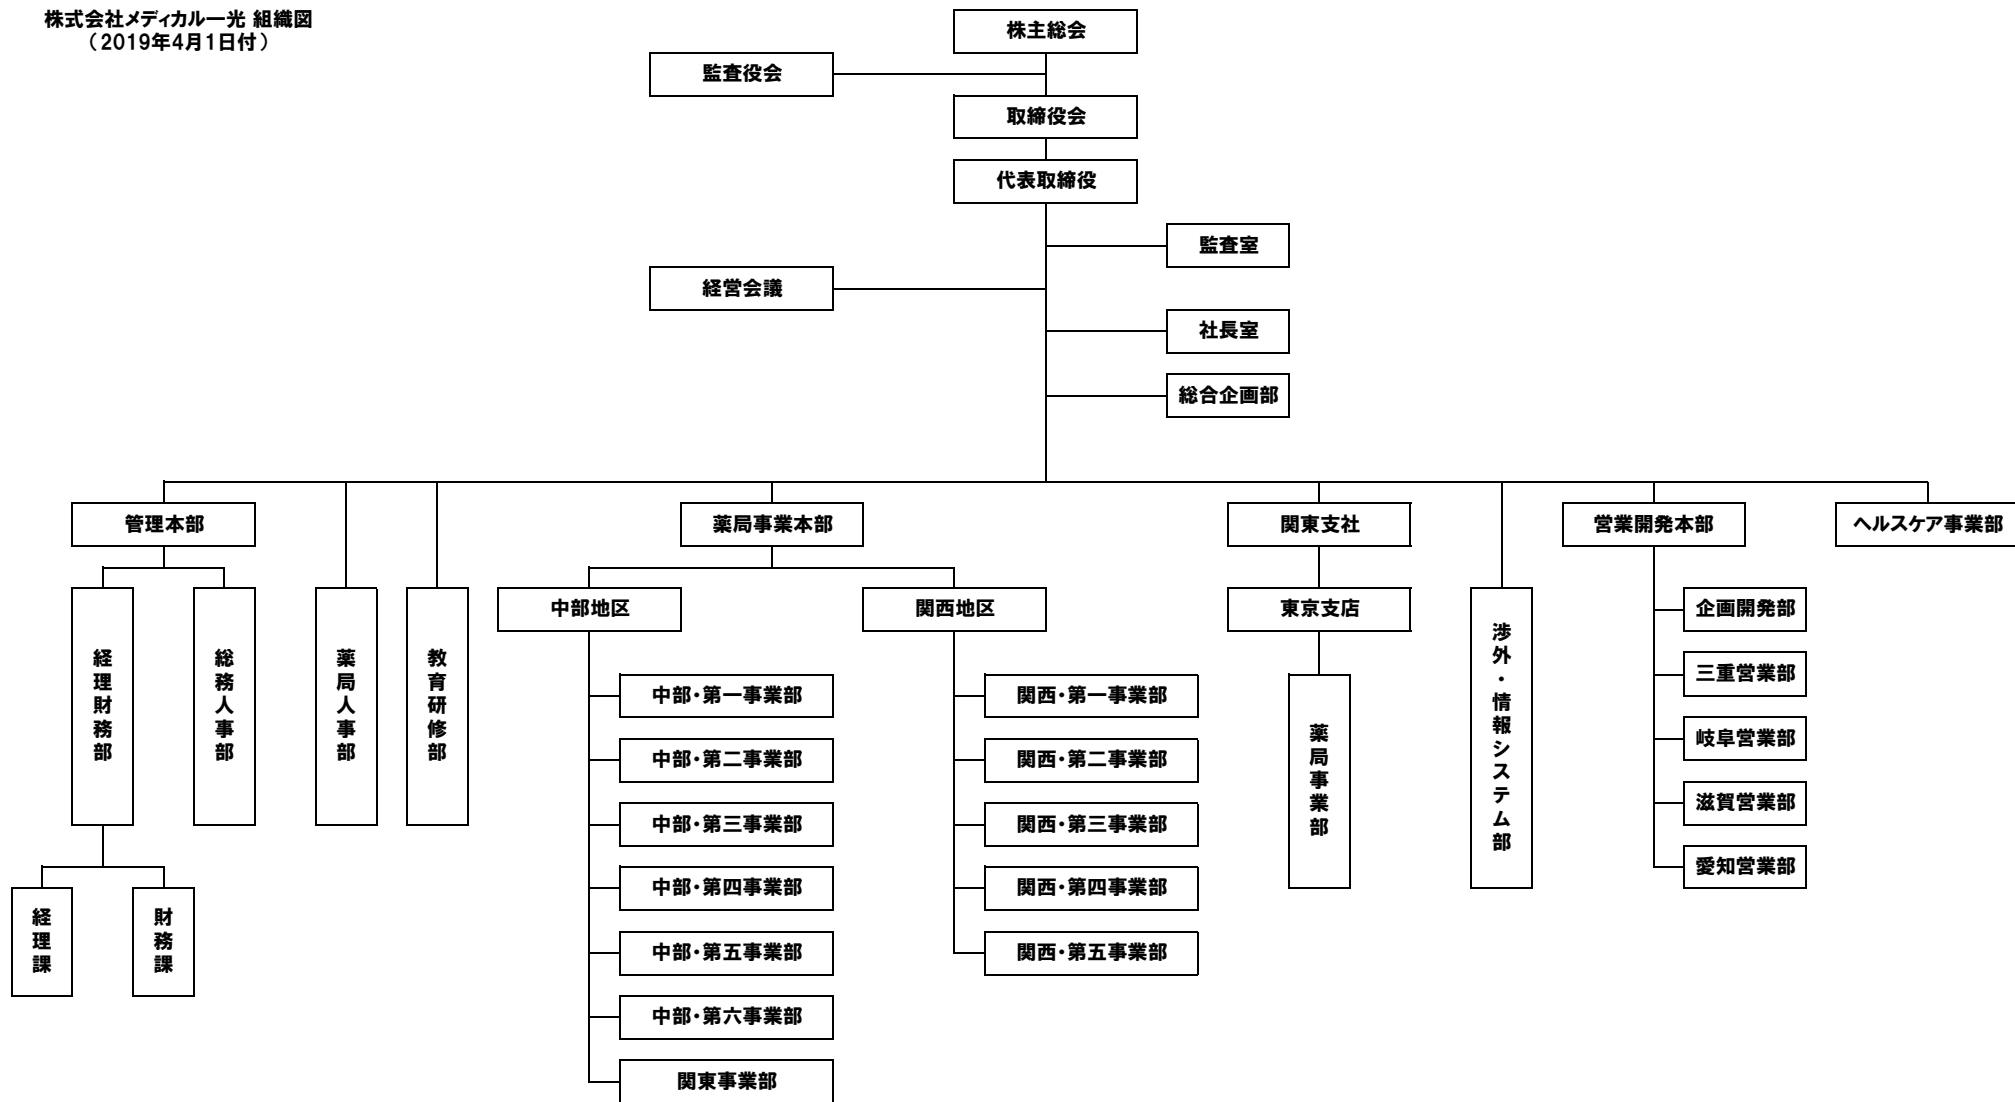 株式会社メディカル一光 組織図
（2019年4月1日付）
株主総会
監査役会
取締役会
代表取締役
監査室
経営会議
社長室
総合企画部
管理本部
薬局事業本部
関東支社
営業開発本部
ヘルスケア事業部
経理財務部
総務人事部
薬局人事部
教育研修部
中部地区
関西地区
東京支店
渉外・情報システム部
企画開発部
三重営業部
岐阜営業部
滋賀営業部
愛知営業部
中部・第一事業部
中部・第二事業部
中部・第三事業部
中部・第四事業部
中部・第五事業部
中部・第六事業部
関東事業部
関西・第一事業部
関西・第二事業部
関西・第三事業部
関西・第四事業部
関西・第五事業部
薬局事業部
経理課
財務課